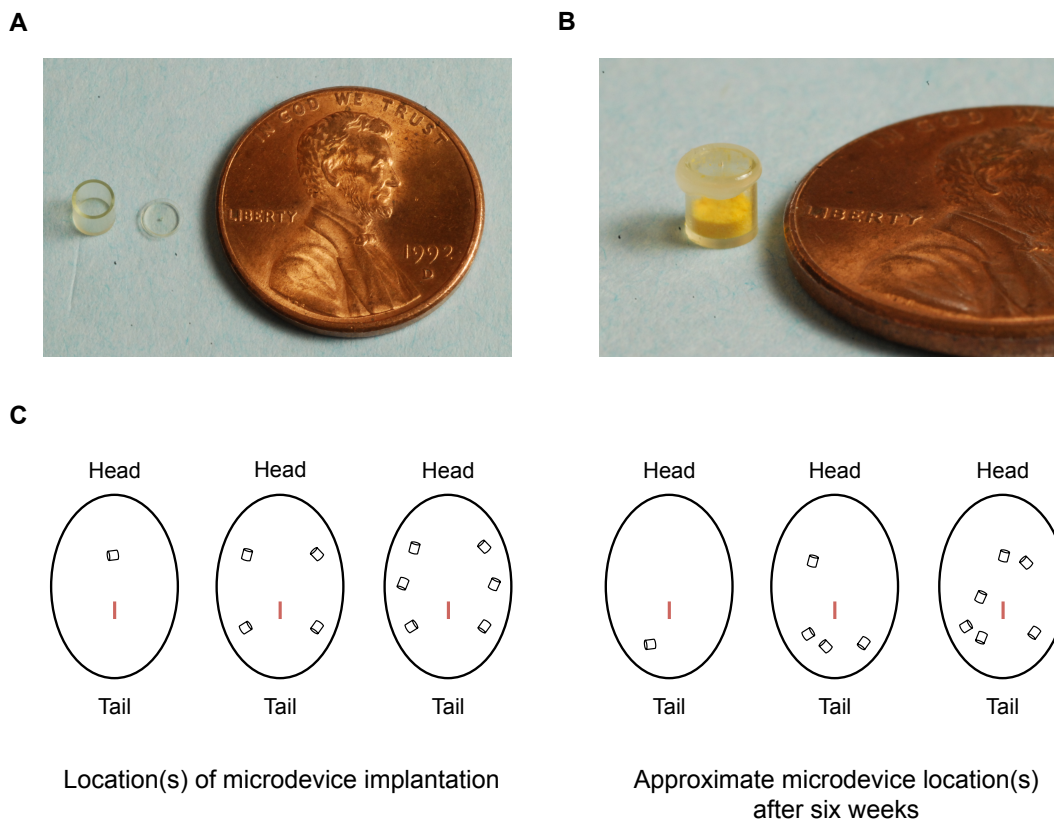 A
B
IN GOD WE TRUST
LIBERTY
1992
D
LIBERTY
C
Head
Head
Head
Head
Head
Head
Tail
Tail
Tail
Tail
Tail
Tail
Location(s) of microdevice implantation
Approximate microdevice location(s)
after six weeks